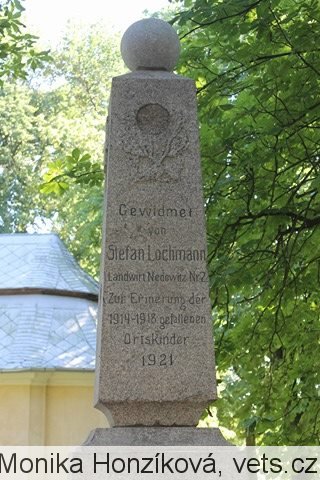 Gewidmet
von
Stefan Lochmann
Landwirt Nedowitz Nr 2
Zur Erinerung der
1914-1918 gefallenen
Ortskinder
1921
Monika Honzíková, vets.cz